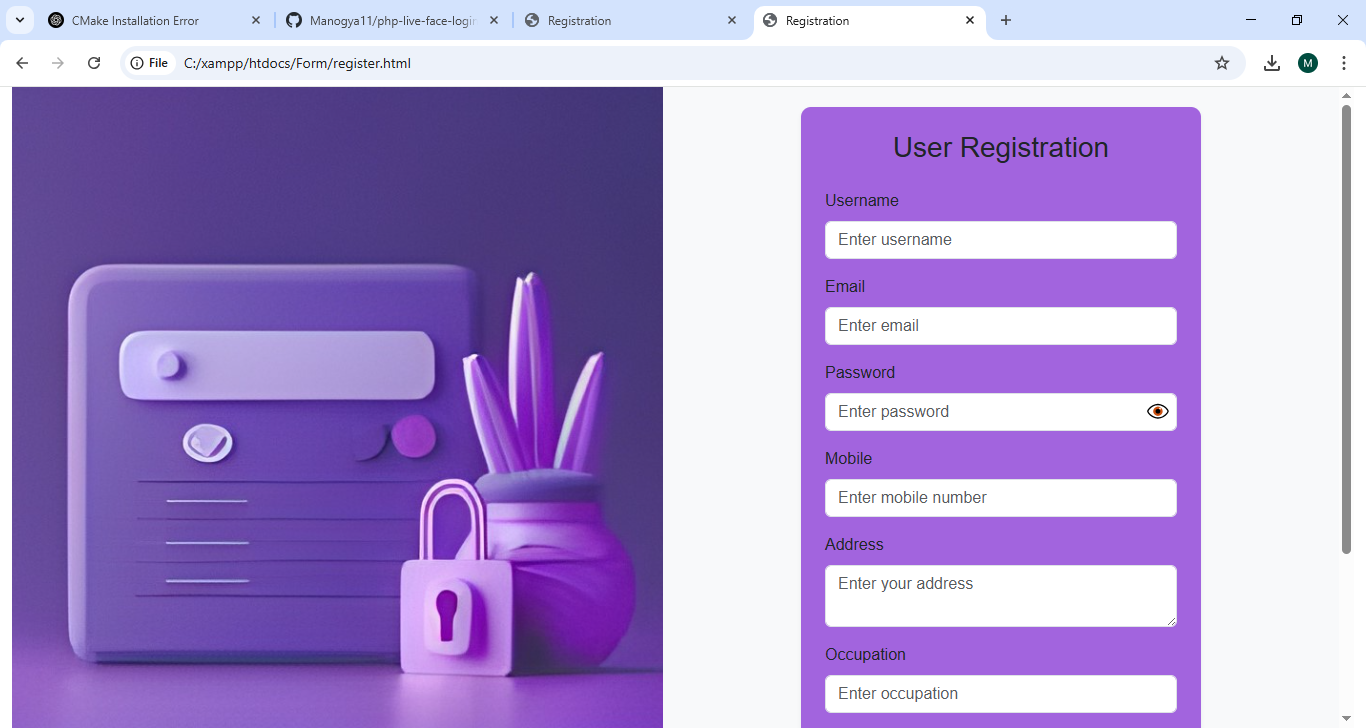 CMake Installation Error
Manogya11/php-live-face-login
Registration
Registration
File
C:/xampp/htdocs/Form/register.html
M
User Registration
Username
Enter username
Email
Enter email
Password
Enter password
Mobile
Enter mobile number
Address
Enter your address
Occupation
Enter occupation